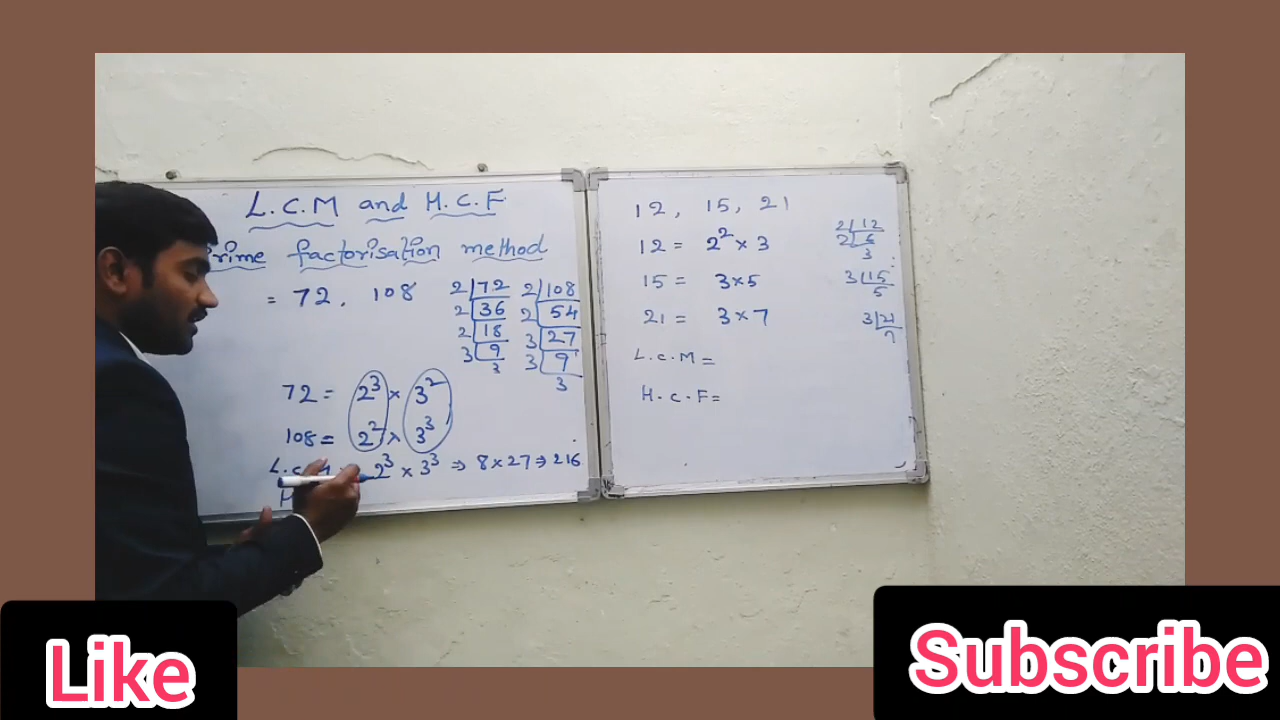 L.C.M and H.C.F
rime factorisation method
= 72, 108
2 72
2 36
2 18
3 9
3
2 108
2 54
3 27
3 9
3
72 = 2³ × 3²
108 = 2² × 3³
2³ × 3³ ⇒ 8 × 27 ⇒ 216
12, 15, 21
12 = 2² × 3
15 = 3 × 5
21 = 3 × 7
L.C.M =
H.C.F =
2 12
2 6
3
3 15
5
3 21
7
Like
Subscribe